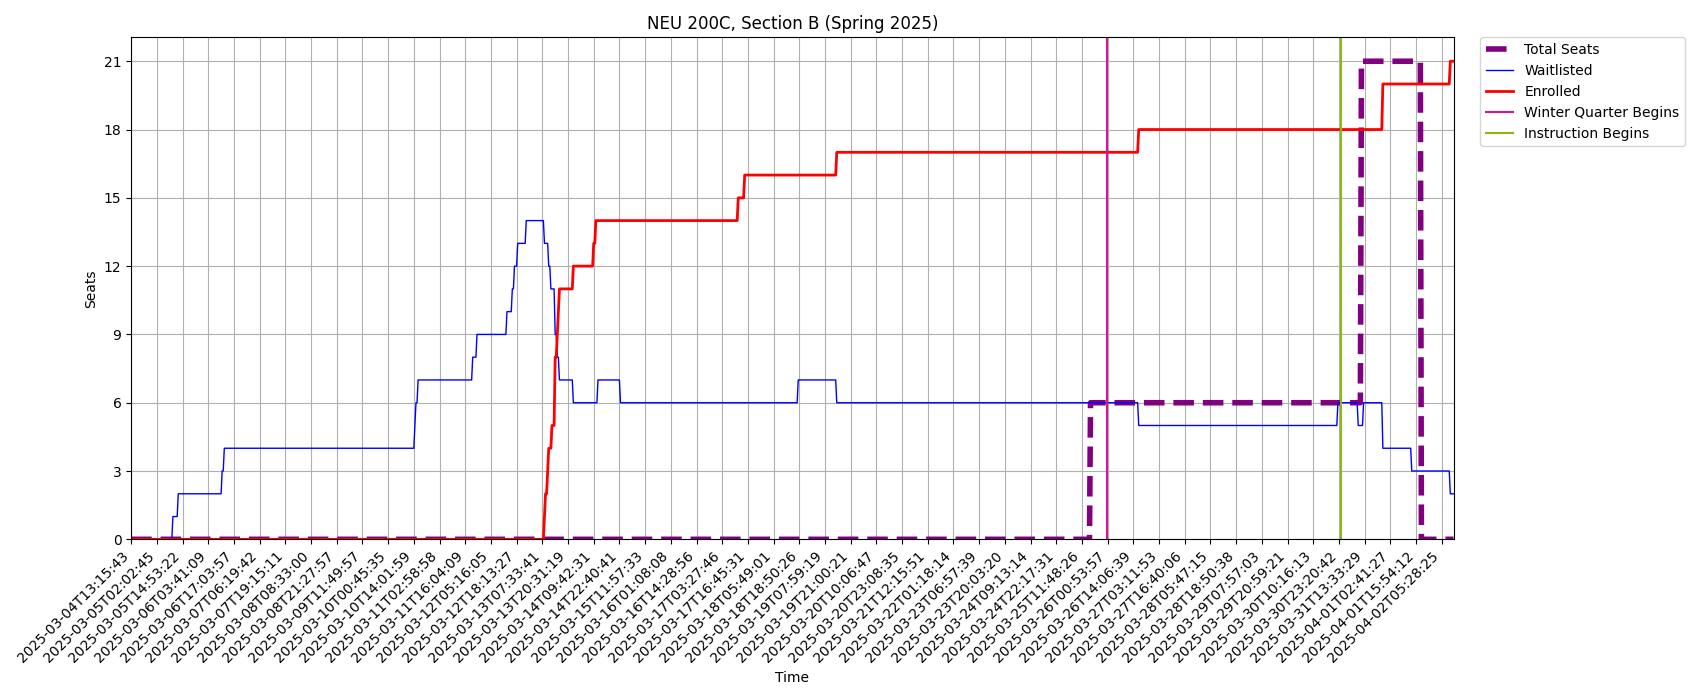 NEU 200C, Section B (Spring 2025)
Total Seats
Waitlisted
Enrolled
Winter Quarter Begins
Instruction Begins
Seats
21
18
15
12
9
6
3
0
2025-03-04T13:15:43
2025-03-05T02:02:45
2025-03-05T14:53:22
2025-03-06T03:41:09
2025-03-06T17:03:57
2025-03-07T06:19:42
2025-03-07T19:15:11
2025-03-08T08:33:00
2025-03-08T21:27:57
2025-03-09T11:49:57
2025-03-10T00:45:35
2025-03-10T14:01:59
2025-03-11T02:58:58
2025-03-11T16:04:09
2025-03-12T05:16:05
2025-03-12T18:13:27
2025-03-13T07:33:41
2025-03-13T20:31:19
2025-03-14T09:42:31
2025-03-14T22:40:41
2025-03-15T11:57:33
2025-03-16T01:08:08
2025-03-16T14:28:56
2025-03-17T03:27:46
2025-03-17T16:45:31
2025-03-18T05:49:01
2025-03-18T18:50:26
2025-03-19T07:59:19
2025-03-19T21:00:21
2025-03-20T10:06:47
2025-03-20T23:08:35
2025-03-21T12:15:51
2025-03-22T01:18:14
2025-03-23T06:57:39
2025-03-23T20:03:20
2025-03-24T09:13:14
2025-03-24T22:17:31
2025-03-25T11:48:26
2025-03-26T00:53:57
2025-03-26T14:06:39
2025-03-27T03:11:53
2025-03-27T16:40:06
2025-03-28T05:47:15
2025-03-28T18:50:38
2025-03-29T07:57:03
2025-03-29T20:59:21
2025-03-30T10:16:13
2025-03-30T23:20:42
2025-03-31T13:33:29
2025-04-01T02:41:27
2025-04-01T15:54:12
2025-04-02T05:28:25
Time